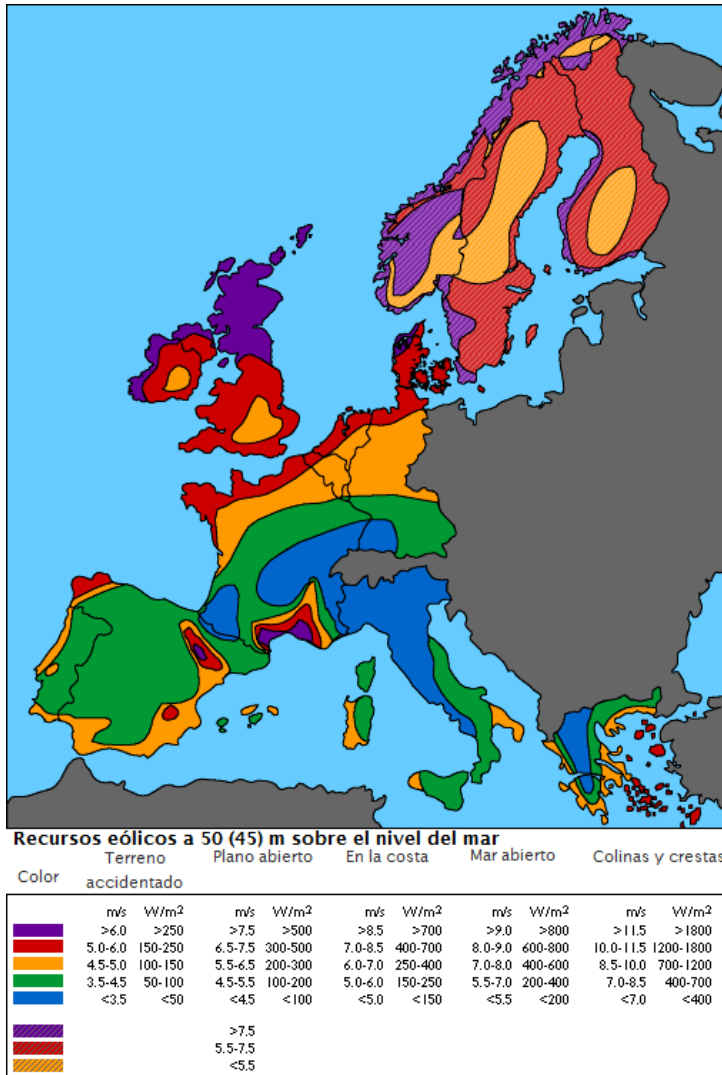 Recursos eólicos a 50 (45) m sobre el nivel del mar
Color Terreno accidentado Plano abierto En la costa Mar abierto Colinas y crestas
m/s W/m² m/s W/m² m/s W/m² m/s W/m² m/s W/m²
>6.0 >250 >7.5 >500 >8.5 >700 >9.0 >800 >11.5 >1800
5.0-6.0 150-250 6.5-7.5 300-500 7.0-8.5 400-700 8.0-9.0 600-800 10.0-11.5 1200-1800
4.5-5.0 100-150 5.5-6.5 200-300 6.0-7.0 250-400 7.0-8.0 400-600 8.5-10.0 700-1200
3.5-4.5 50-100 4.5-5.5 100-200 5.0-6.0 150-250 5.5-7.0 200-400 7.0-8.5 400-700
<3.5 <50 <4.5 <100 <5.0 <150 <5.5 <200 <7.0 <400
>7.5
5.5-7.5
<5.5